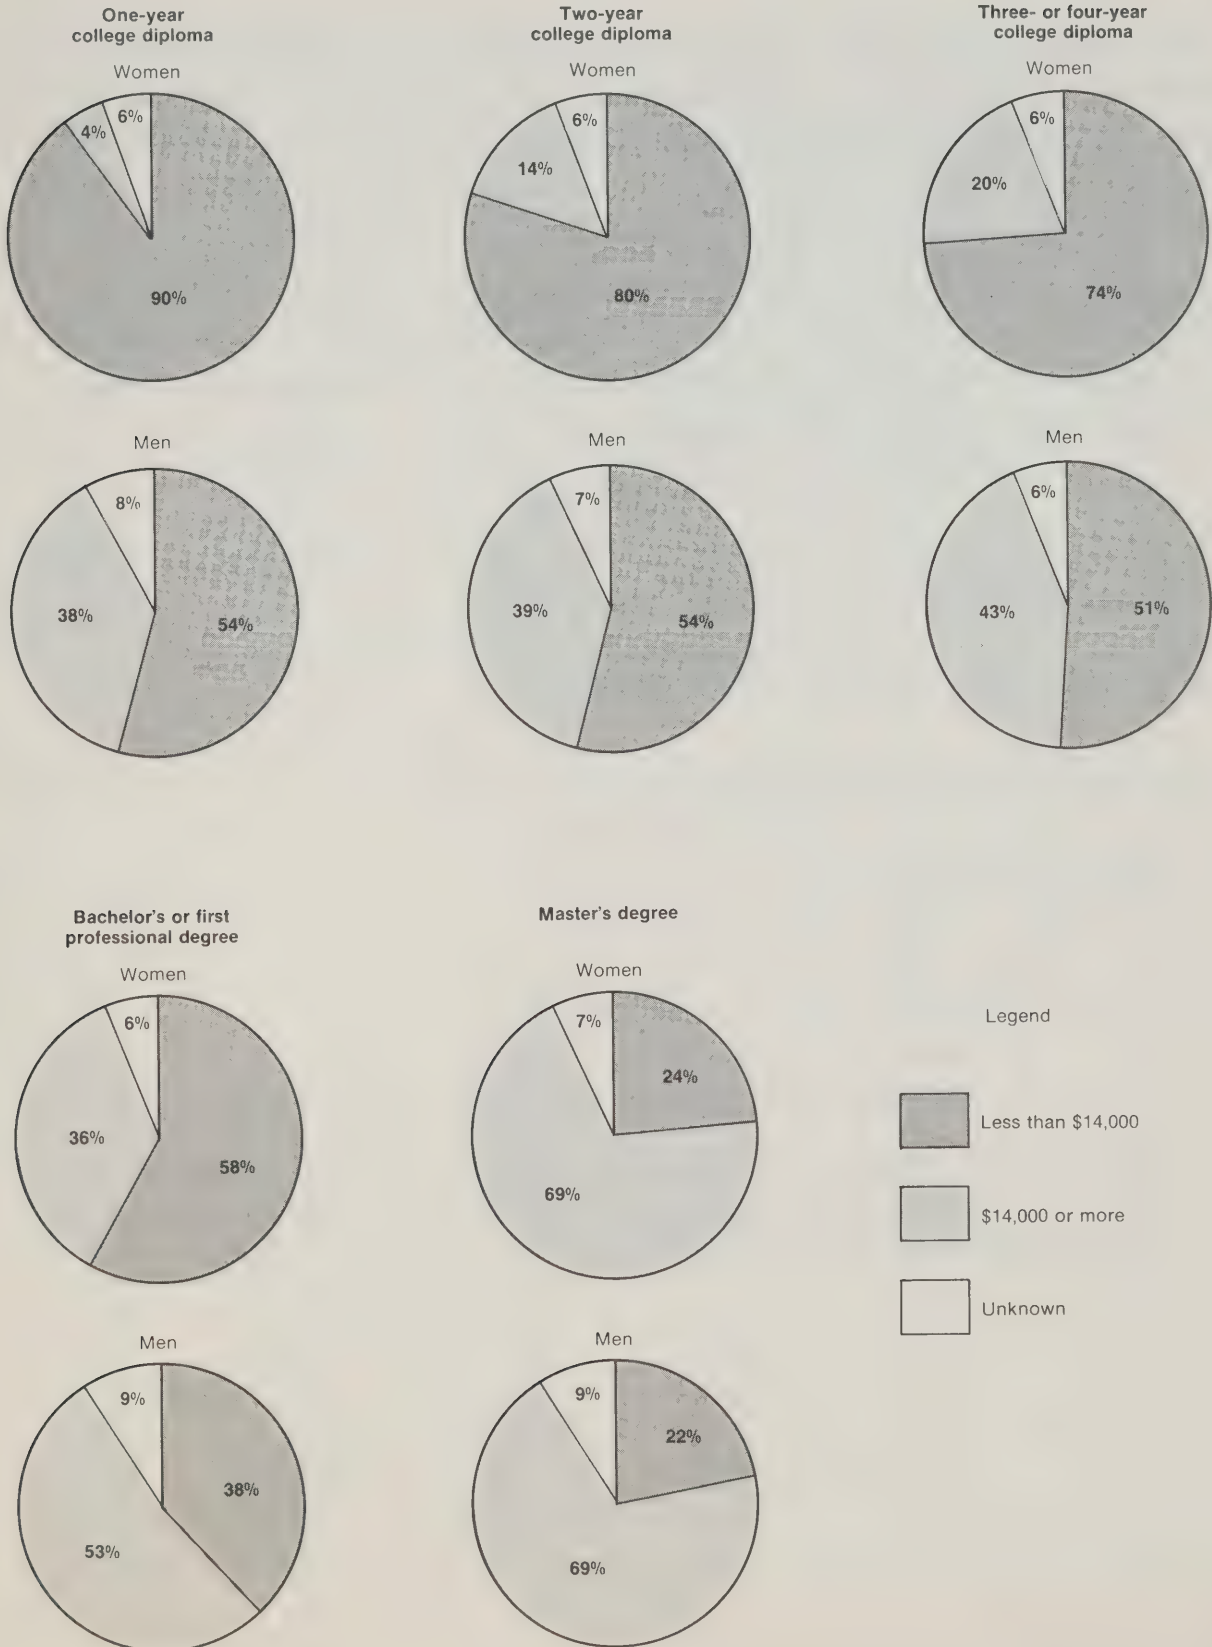 One-year
college diploma
Women
6%
4%
90%
Men
8%
38%
54%
Two-year
college diploma
Women
6%
14%
80%
Men
7%
39%
54%
Three- or four-year
college diploma
Women
6%
20%
74%
Men
6%
43%
51%
Bachelor's or first
professional degree
Women
6%
36%
58%
Men
9%
38%
53%
Master's degree
Women
7%
24%
69%
Men
9%
22%
69%
Legend
Less than $14,000
$14,000 or more
Unknown